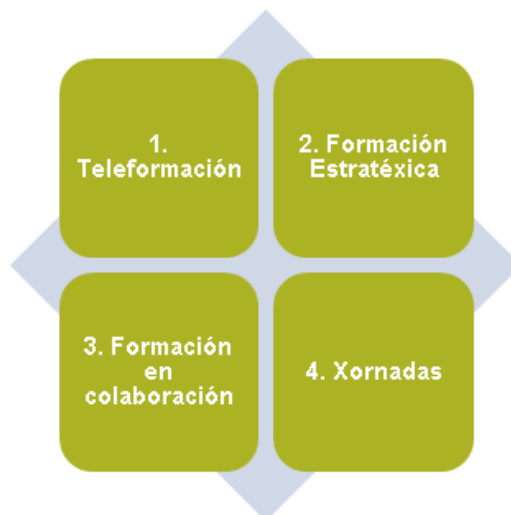 1.
Teleformación
2. Formación
Estratéxica
3. Formación
en
colaboración
4. Xornadas